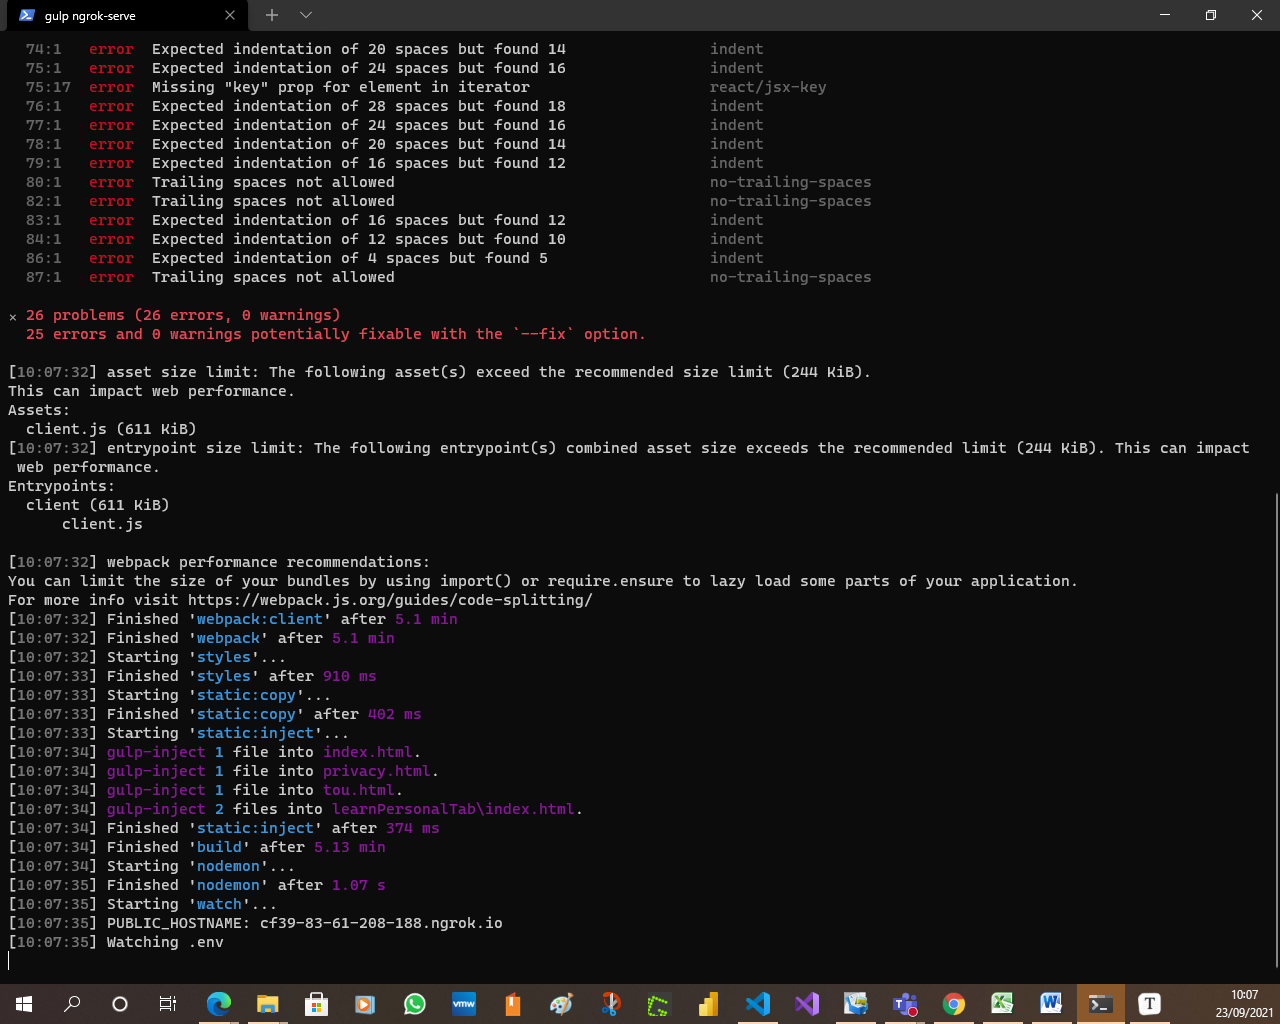 gulp ngrok-serve
74:1 error Expected indentation of 20 spaces but found 14 indent
75:1 error Expected indentation of 24 spaces but found 16 indent
75:17 error Missing "key" prop for element in iterator react/jsx-key
76:1 error Expected indentation of 28 spaces but found 18 indent
77:1 error Expected indentation of 24 spaces but found 16 indent
78:1 error Expected indentation of 20 spaces but found 14 indent
79:1 error Expected indentation of 16 spaces but found 12 indent
80:1 error Trailing spaces not allowed no-trailing-spaces
82:1 error Trailing spaces not allowed no-trailing-spaces
83:1 error Expected indentation of 16 spaces but found 12 indent
84:1 error Expected indentation of 12 spaces but found 10 indent
86:1 error Expected indentation of 4 spaces but found 5 indent
87:1 error Trailing spaces not allowed no-trailing-spaces
× 26 problems (26 errors, 0 warnings)
25 errors and 0 warnings potentially fixable with the `--fix` option.
[10:07:32] asset size limit: The following asset(s) exceed the recommended size limit (244 KiB).
This can impact web performance.
Assets:
client.js (611 KiB)
[10:07:32] entrypoint size limit: The following entrypoint(s) combined asset size exceeds the recommended limit (244 KiB). This can impact
web performance.
Entrypoints:
client (611 KiB)
client.js
[10:07:32] webpack performance recommendations:
You can limit the size of your bundles by using import() or require.ensure to lazy load some parts of your application.
For more info visit https://webpack.js.org/guides/code-splitting/
[10:07:32] Finished 'webpack:client' after 5.1 min
[10:07:32] Finished 'webpack' after 5.1 min
[10:07:32] Starting 'styles'...
[10:07:33] Finished 'styles' after 910 ms
[10:07:33] Starting 'static:copy'...
[10:07:33] Finished 'static:copy' after 402 ms
[10:07:33] Starting 'static:inject'...
[10:07:34] gulp-inject 1 file into index.html.
[10:07:34] gulp-inject 1 file into privacy.html.
[10:07:34] gulp-inject 1 file into tou.html.
[10:07:34] gulp-inject 2 files into learnPersonalTab\index.html.
[10:07:34] Finished 'static:inject' after 374 ms
[10:07:34] Finished 'build' after 5.13 min
[10:07:34] Starting 'nodemon'...
[10:07:35] Finished 'nodemon' after 1.07 s
[10:07:35] Starting 'watch'...
[10:07:35] PUBLIC_HOSTNAME: cf39-83-61-208-188.ngrok.io
[10:07:35] Watching .env
vmw
T
10:07
23/09/2021